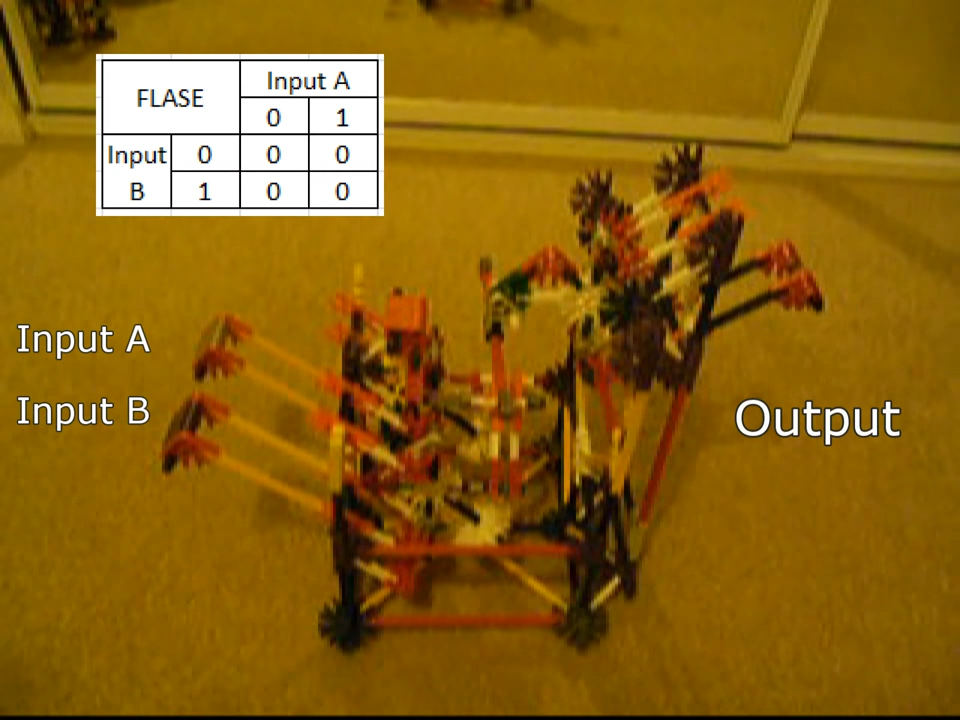 FLASE Input A
0 1
Input 0 0 0
B 1 0 0
Input A
Input B
Output